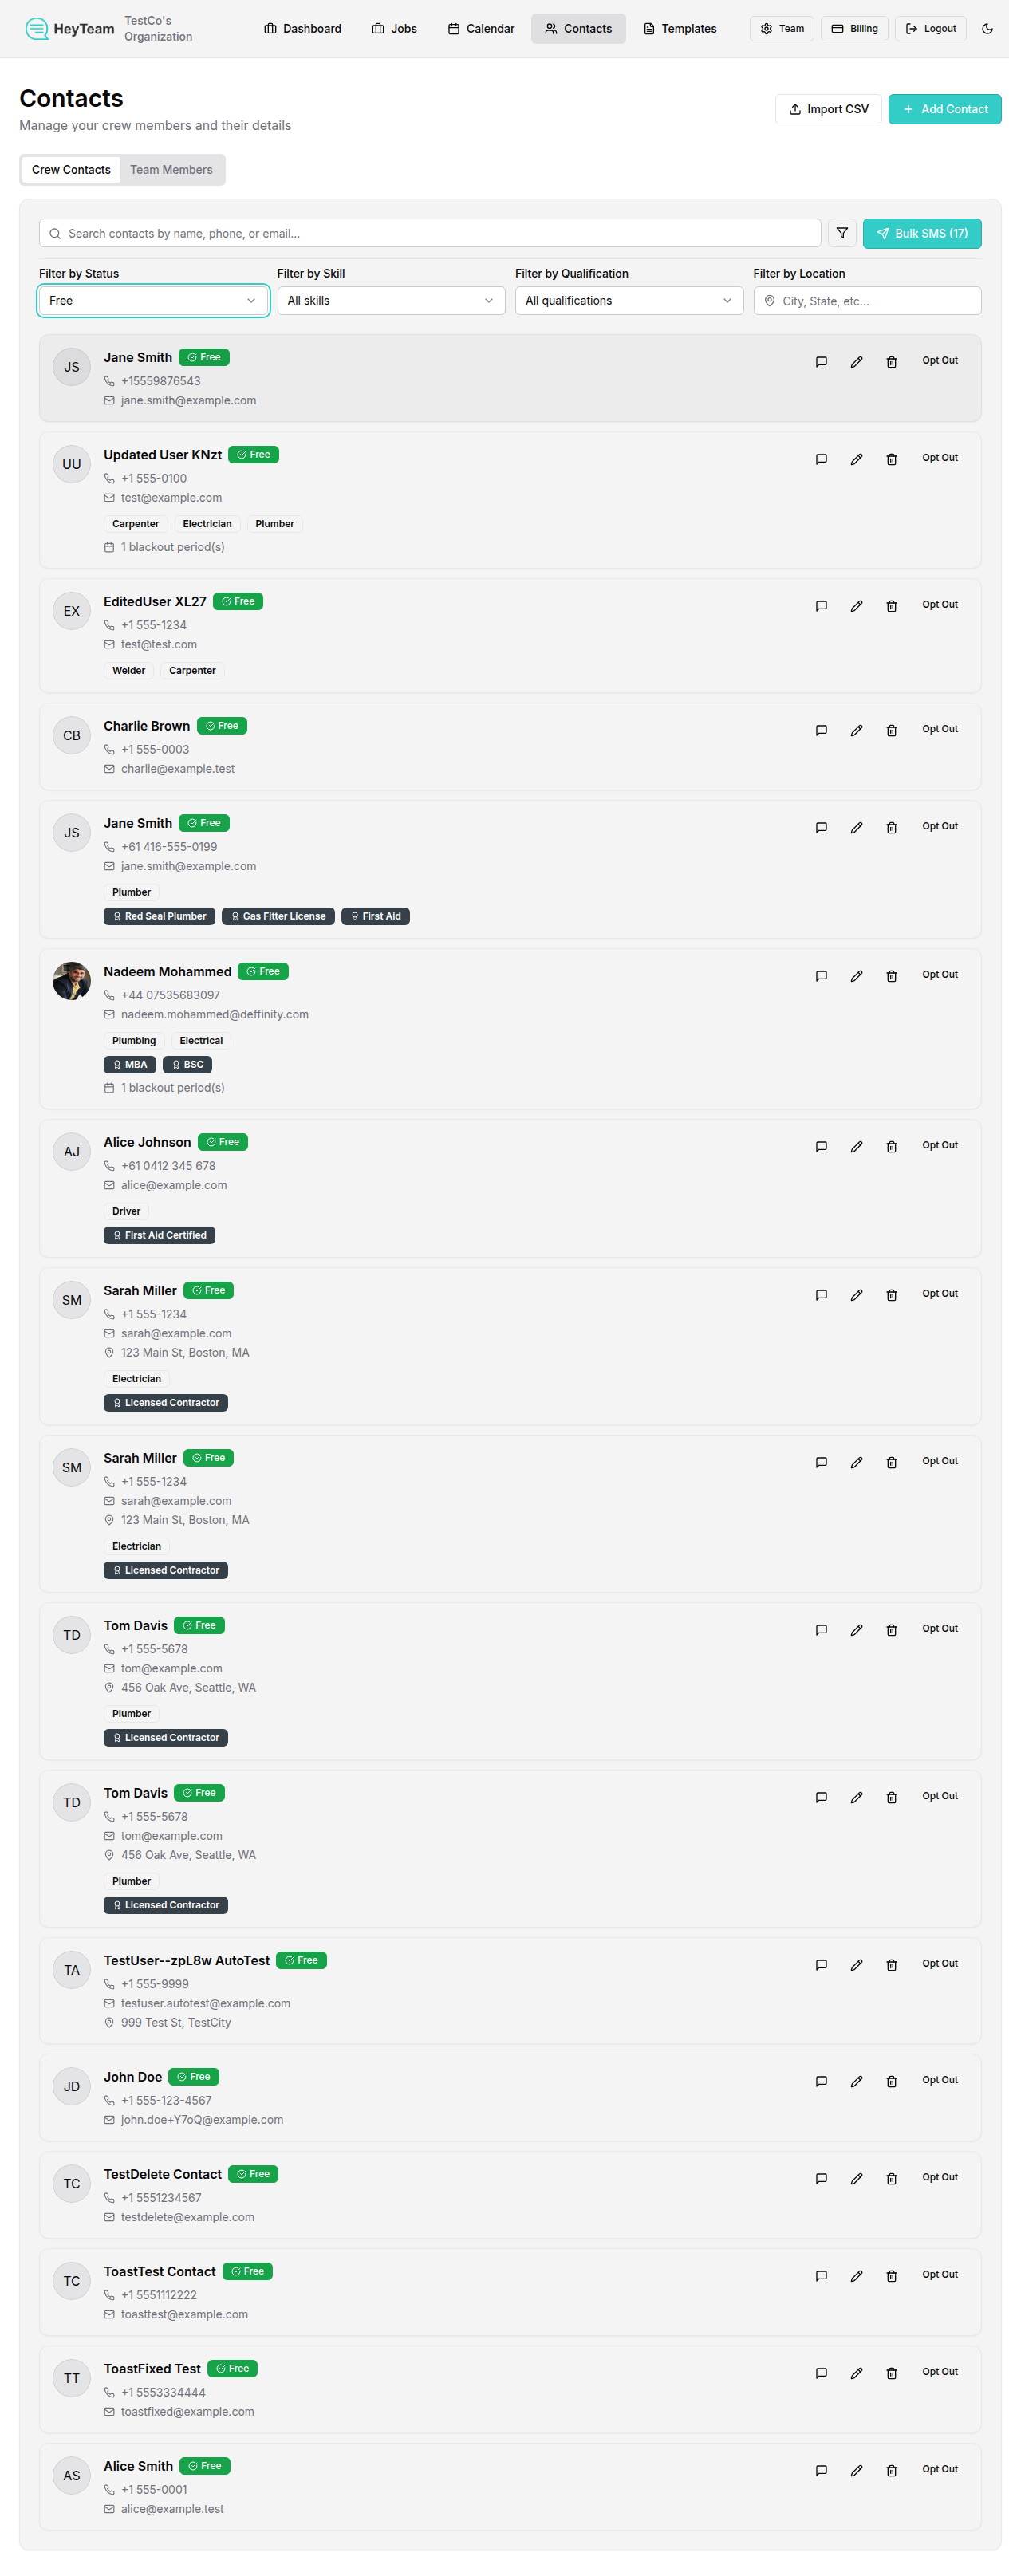 HeyTeam
TestCo's
Organization
Dashboard
Jobs
Calendar
Contacts
Templates
Team
Billing
Logout
Contacts
Manage your crew members and their details
Import CSV
Add Contact
Crew Contacts
Team Members
Search contacts by name, phone, or email...
Bulk SMS (17)
Filter by Status
Filter by Skill
Filter by Qualification
Filter by Location
Free
All skills
All qualifications
City, State, etc...
JS
Jane Smith
Free
Opt Out
+15559876543
jane.smith@example.com
UU
Updated User KNzt
Free
Opt Out
+1 555-0100
test@example.com
Carpenter
Electrician
Plumber
1 blackout period(s)
EX
EditedUser XL27
Free
Opt Out
+1 555-1234
test@test.com
Welder
Carpenter
CB
Charlie Brown
Free
Opt Out
+1 555-0003
charlie@example.test
JS
Jane Smith
Free
Opt Out
+61 416-555-0199
jane.smith@example.com
Plumber
Red Seal Plumber
Gas Fitter License
First Aid
Nadeem Mohammed
Free
Opt Out
+44 07535683097
nadeem.mohammed@deffinity.com
Plumbing
Electrical
MBA
BSC
1 blackout period(s)
AJ
Alice Johnson
Free
Opt Out
+61 0412 345 678
alice@example.com
Driver
First Aid Certified
SM
Sarah Miller
Free
Opt Out
+1 555-1234
sarah@example.com
123 Main St, Boston, MA
Electrician
Licensed Contractor
SM
Sarah Miller
Free
Opt Out
+1 555-1234
sarah@example.com
123 Main St, Boston, MA
Electrician
Licensed Contractor
TD
Tom Davis
Free
Opt Out
+1 555-5678
tom@example.com
456 Oak Ave, Seattle, WA
Plumber
Licensed Contractor
TD
Tom Davis
Free
Opt Out
+1 555-5678
tom@example.com
456 Oak Ave, Seattle, WA
Plumber
Licensed Contractor
TA
TestUser--zpL8w AutoTest
Free
Opt Out
+1 555-9999
testuser.autotest@example.com
999 Test St, TestCity
JD
John Doe
Free
Opt Out
+1 555-123-4567
john.doe+Y7oQ@example.com
TC
TestDelete Contact
Free
Opt Out
+1 5551234567
testdelete@example.com
TC
ToastTest Contact
Free
Opt Out
+1 5551112222
toasttest@example.com
TT
ToastFixed Test
Free
Opt Out
+1 5553334444
toastfixed@example.com
AS
Alice Smith
Free
Opt Out
+1 555-0001
alice@example.test